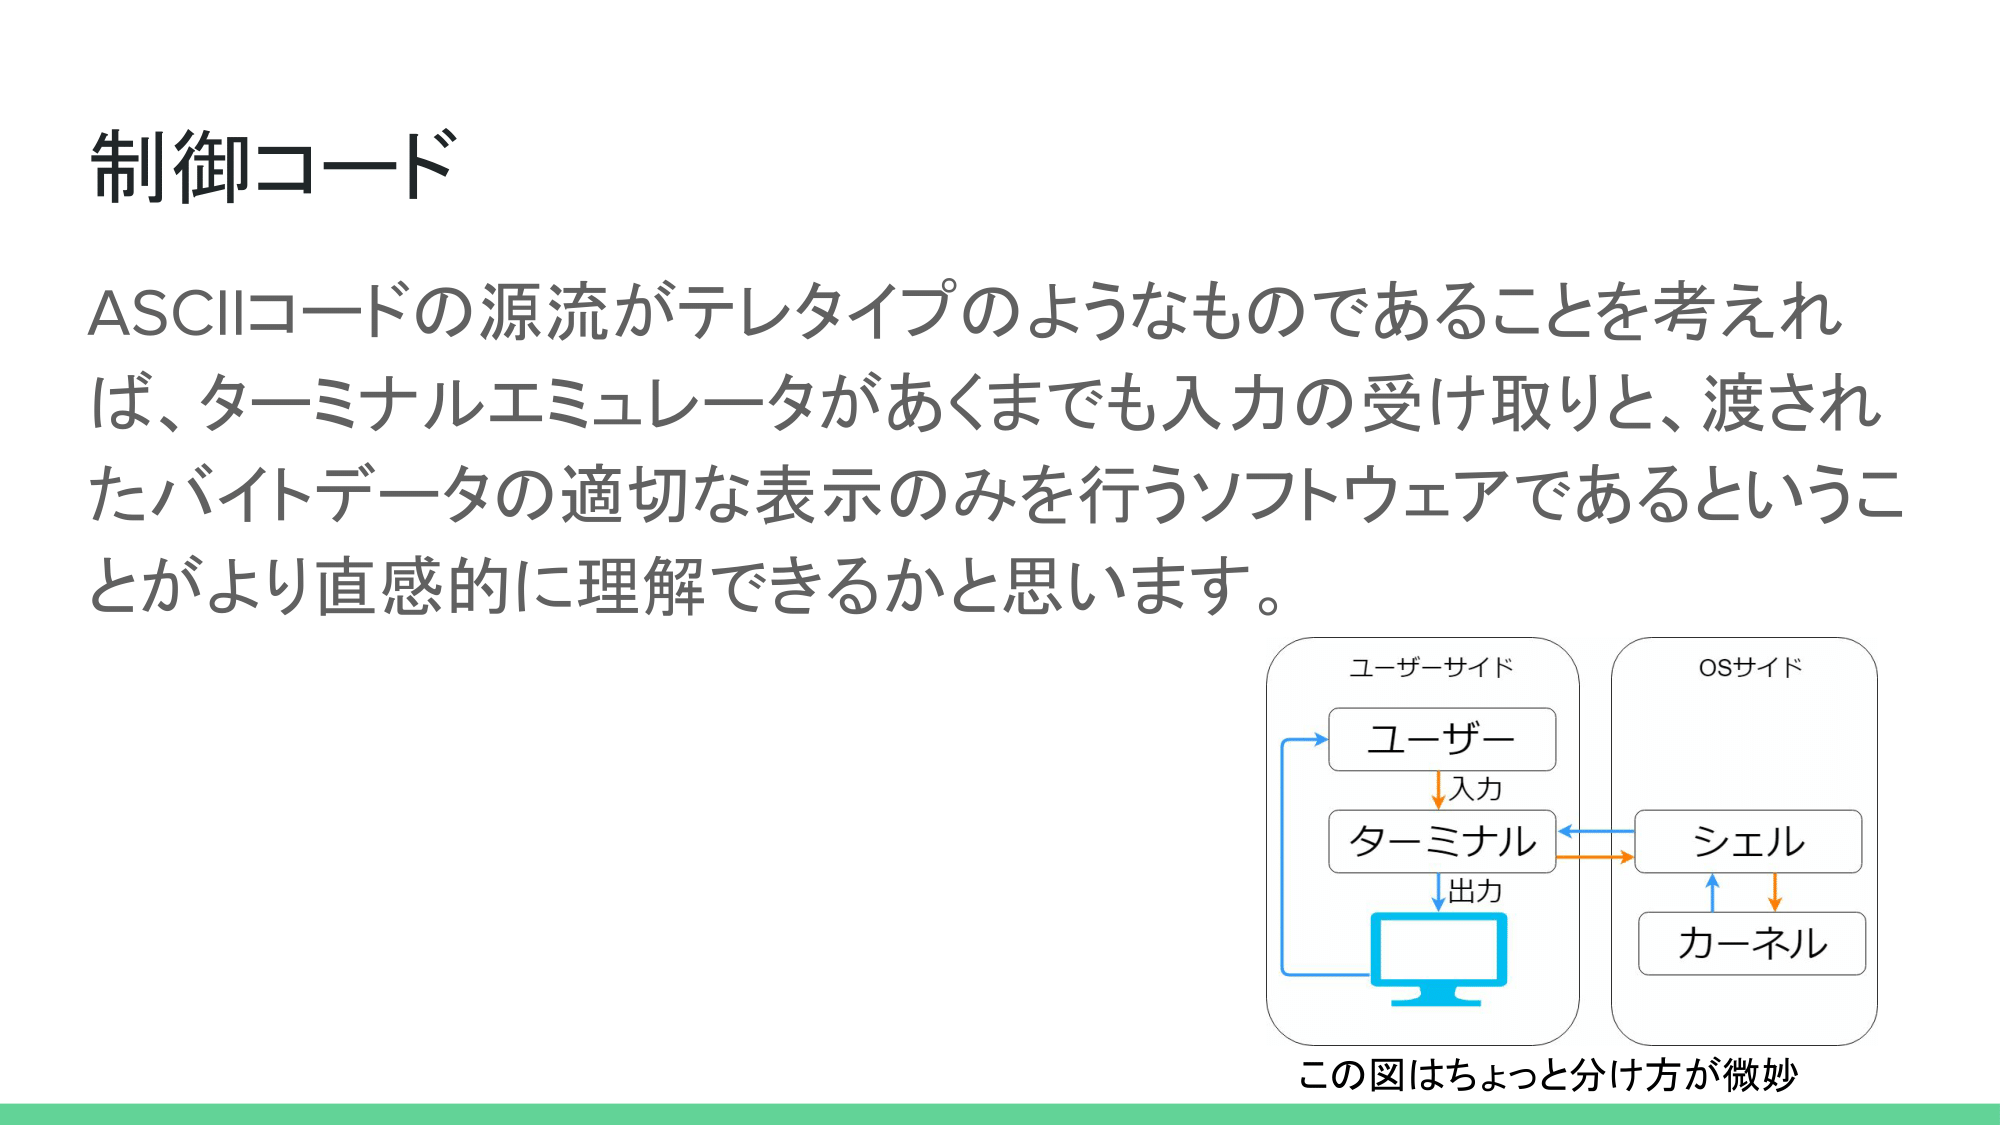 制御コード
ASCIIコードの源流がテレタイプのようなものであることを考えれ
ば、ターミナルエミュレータがあくまでも入力の受け取りと、渡され
たバイトデータの適切な表示のみを行うソフトウェアであるというこ
とがより直感的に理解できるかと思います。
ユーザーサイド
ユーザー
入力
ターミナル
出力
OSサイド
シェル
カーネル
この図はちょっと分け方が微妙